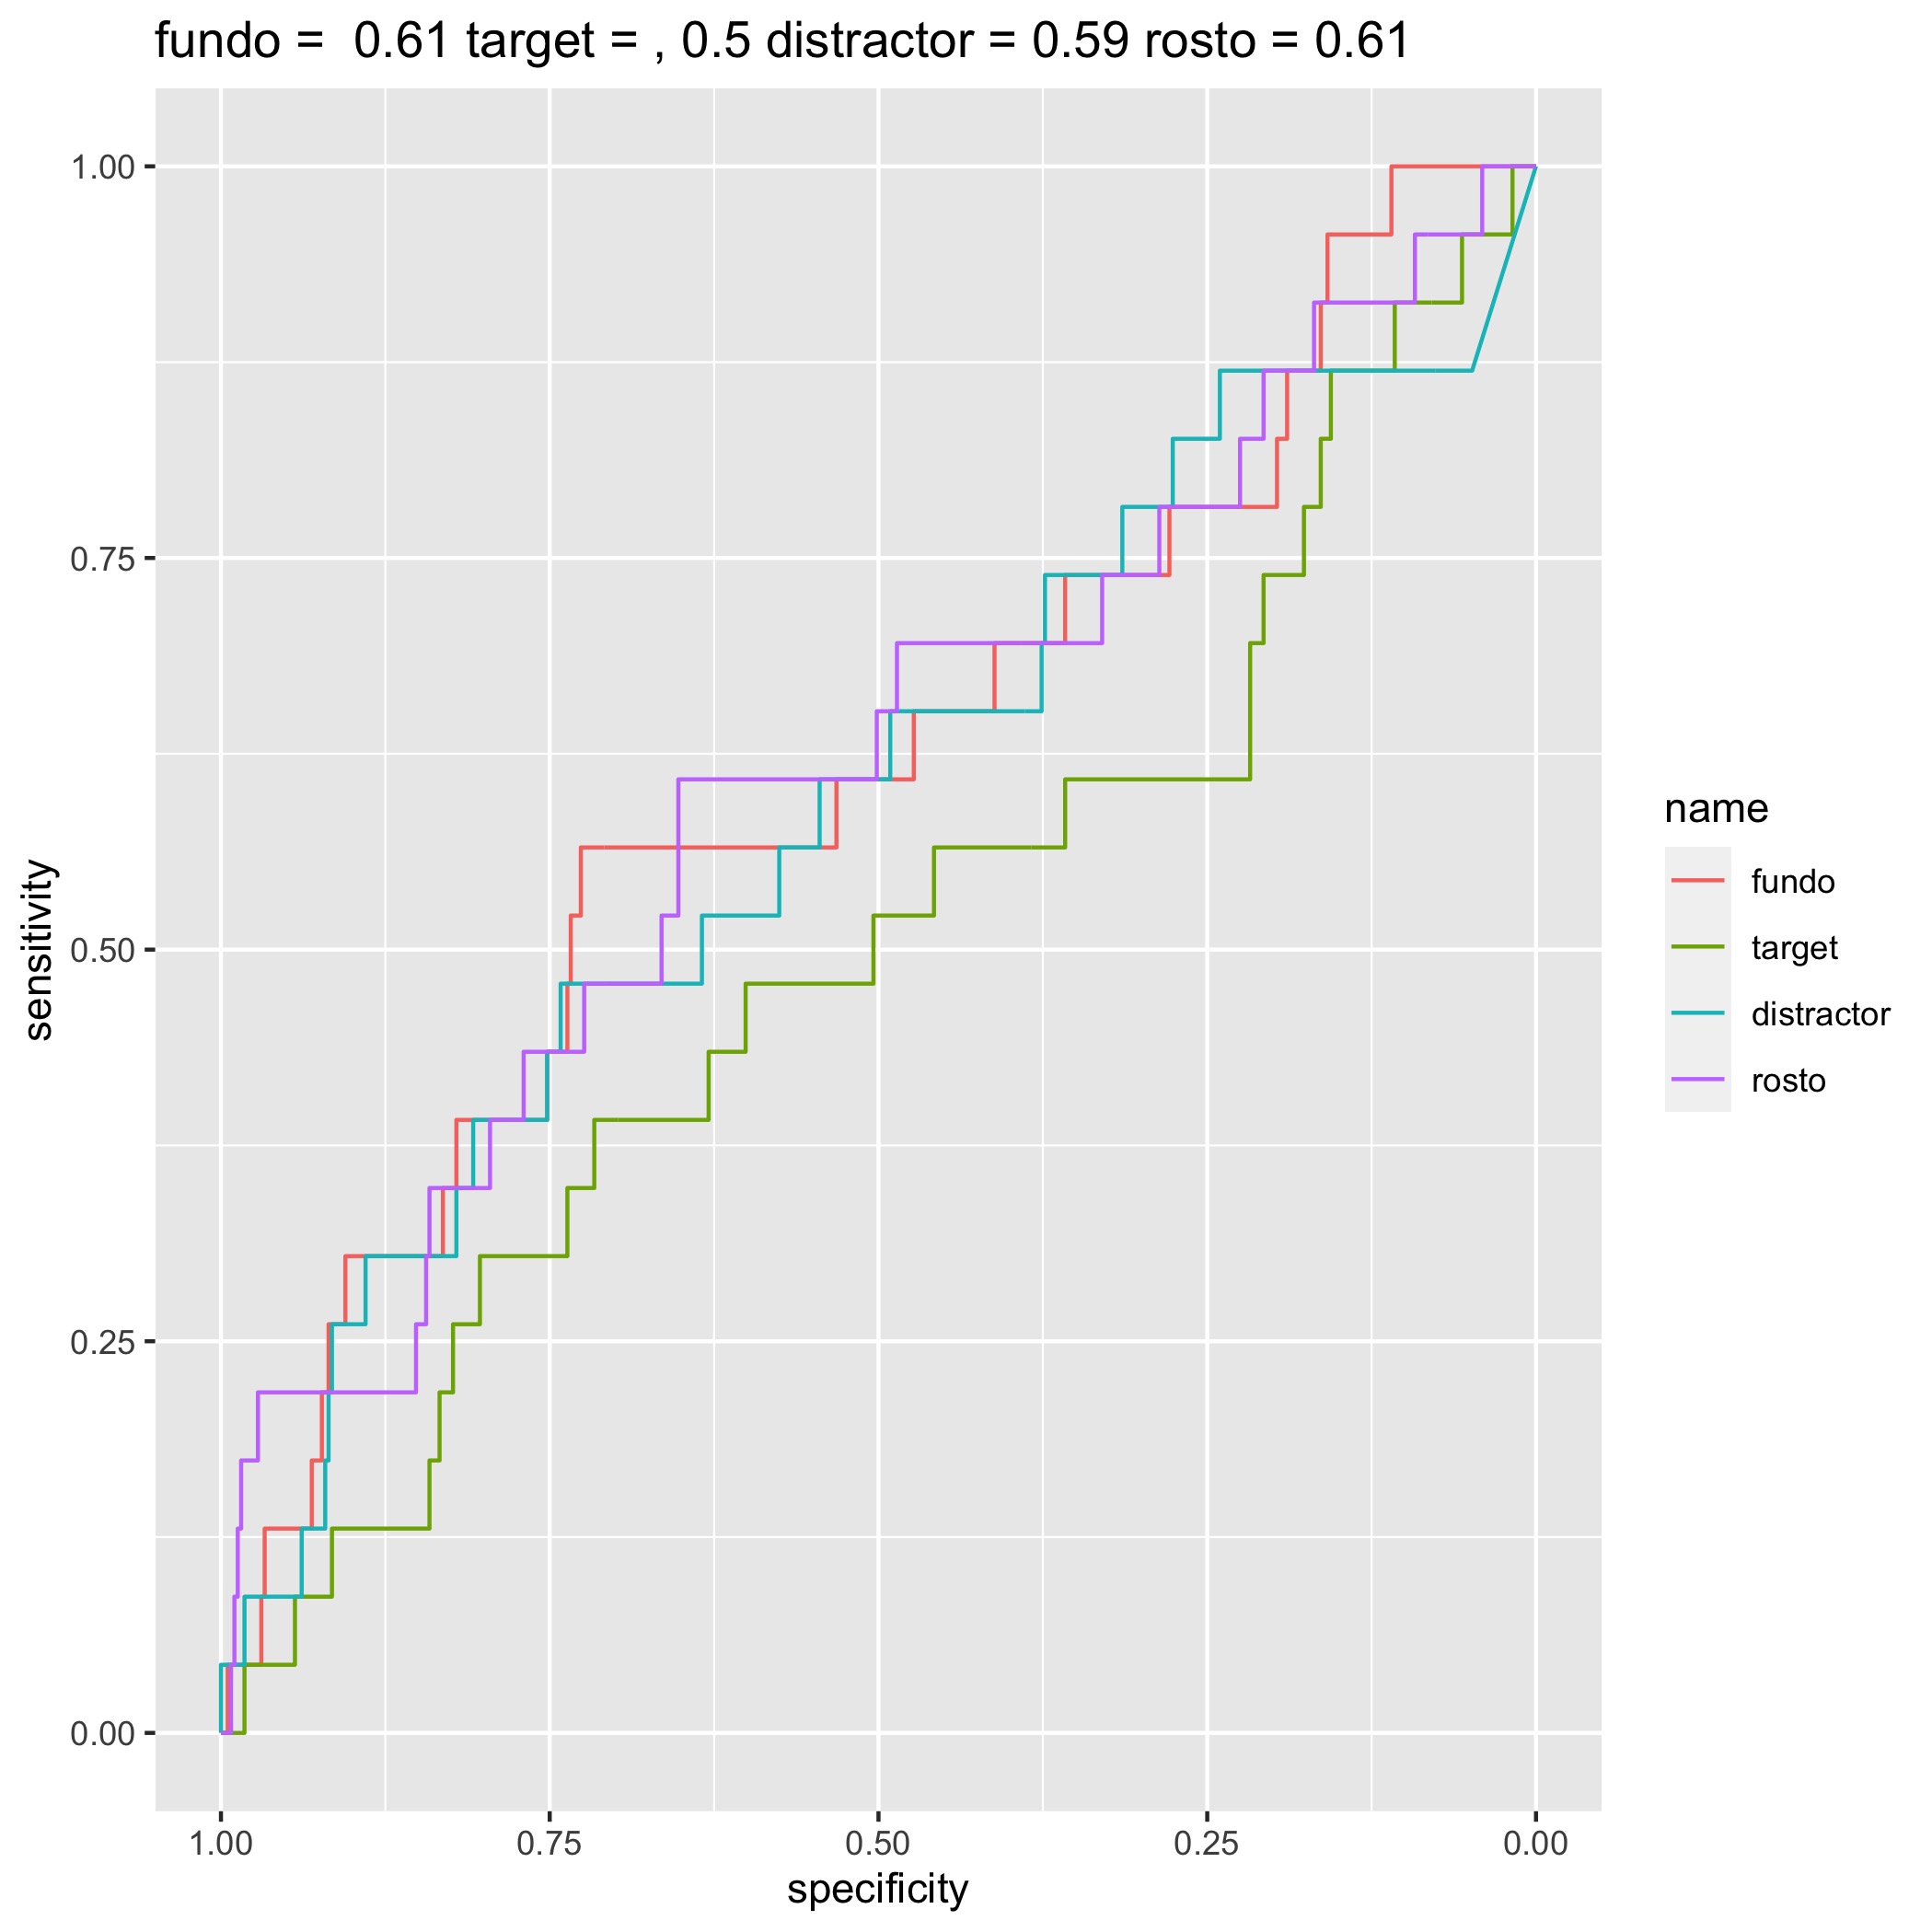 fundo =  0.61 target = , 0.5 distractor = 0.59 rosto = 0.61
1.00
0.75
0.50
0.25
0.00
sensitivity
1.00 0.75 0.50 0.25 0.00
specificity
name
fundo
target
distractor
rosto